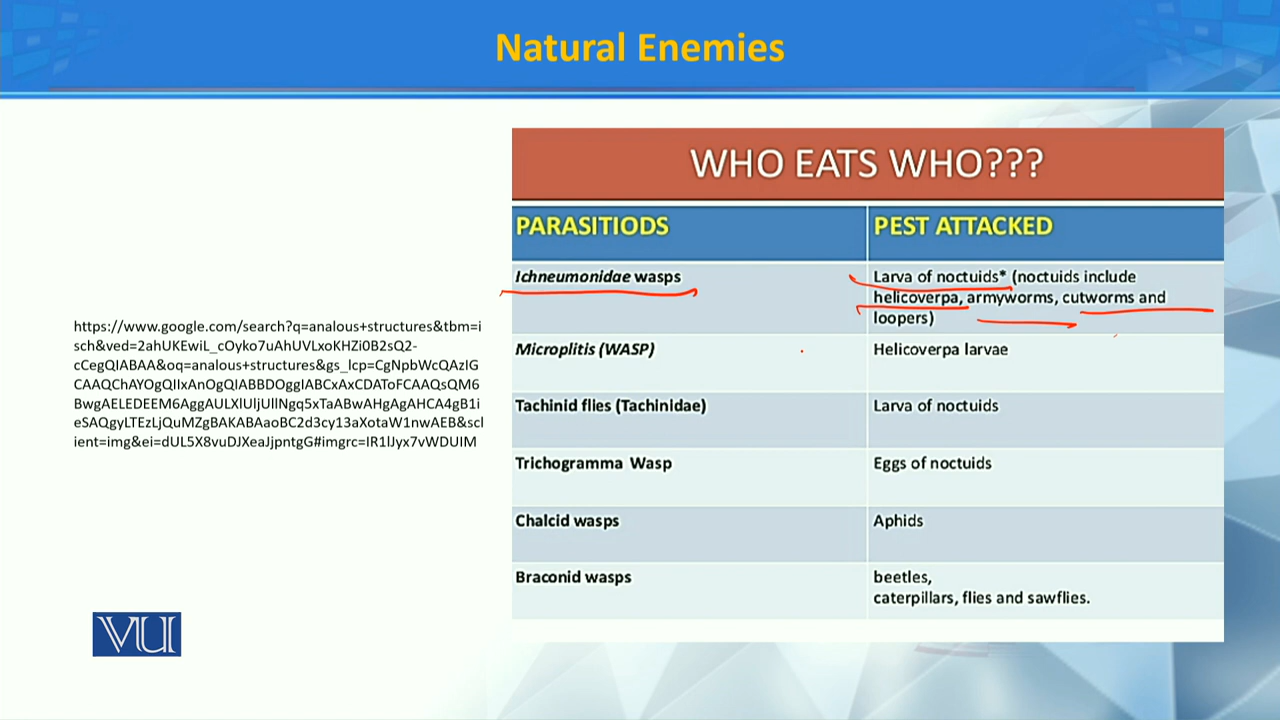 Natural Enemies
WHO EATS WHO???
PARASITIODS
PEST ATTACKED
Ichneumonidae wasps
Larva of noctuids* (noctuids include
helicoverpa, armyworms, cutworms and
loopers)
Microplitis (WASP)
Helicoverpa larvae
Tachinid flies (Tachinidae)
Larva of noctuids
Trichogramma Wasp
Eggs of noctuids
Chalcid wasps
Aphids
Braconid wasps
beetles,
caterpillars, flies and sawflies.
https://www.google.com/search?q=analous+structures&tbm=i
sch&ved=2ahUKEwiL_cOyko7uAhUVLxoKHZi0B2sQ2-
cCegQIABAA&oq=analous+structures&gs_lcp=CgNpbWcQAzIG
CAAQChAYOgQIIxAnOgQIABBDOggIABCxAxCDAToFCAAQsQM6
BwgAELEDEEM6AggAULXlUljUllNgq5xTaABwAHgAgAHCA4gB1i
eSAQgyLTEzLjQuMZgBAKABAaoBC2d3cy13aXotaW1nwAEB&scl
ient=img&ei=dUL5X8vuDJXeaJjpntgG#imgrc=IR1lJyx7vWDUIM
VU